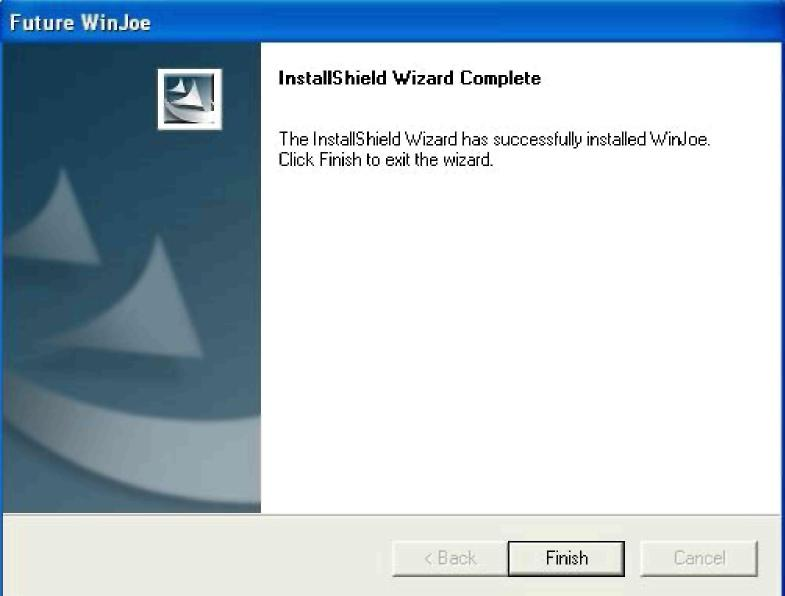 Future WinJoe
InstallShield Wizard Complete
The InstallShield Wizard has successfully installed WinJoe.
Click Finish to exit the wizard.
< Back
Finish
Cancel